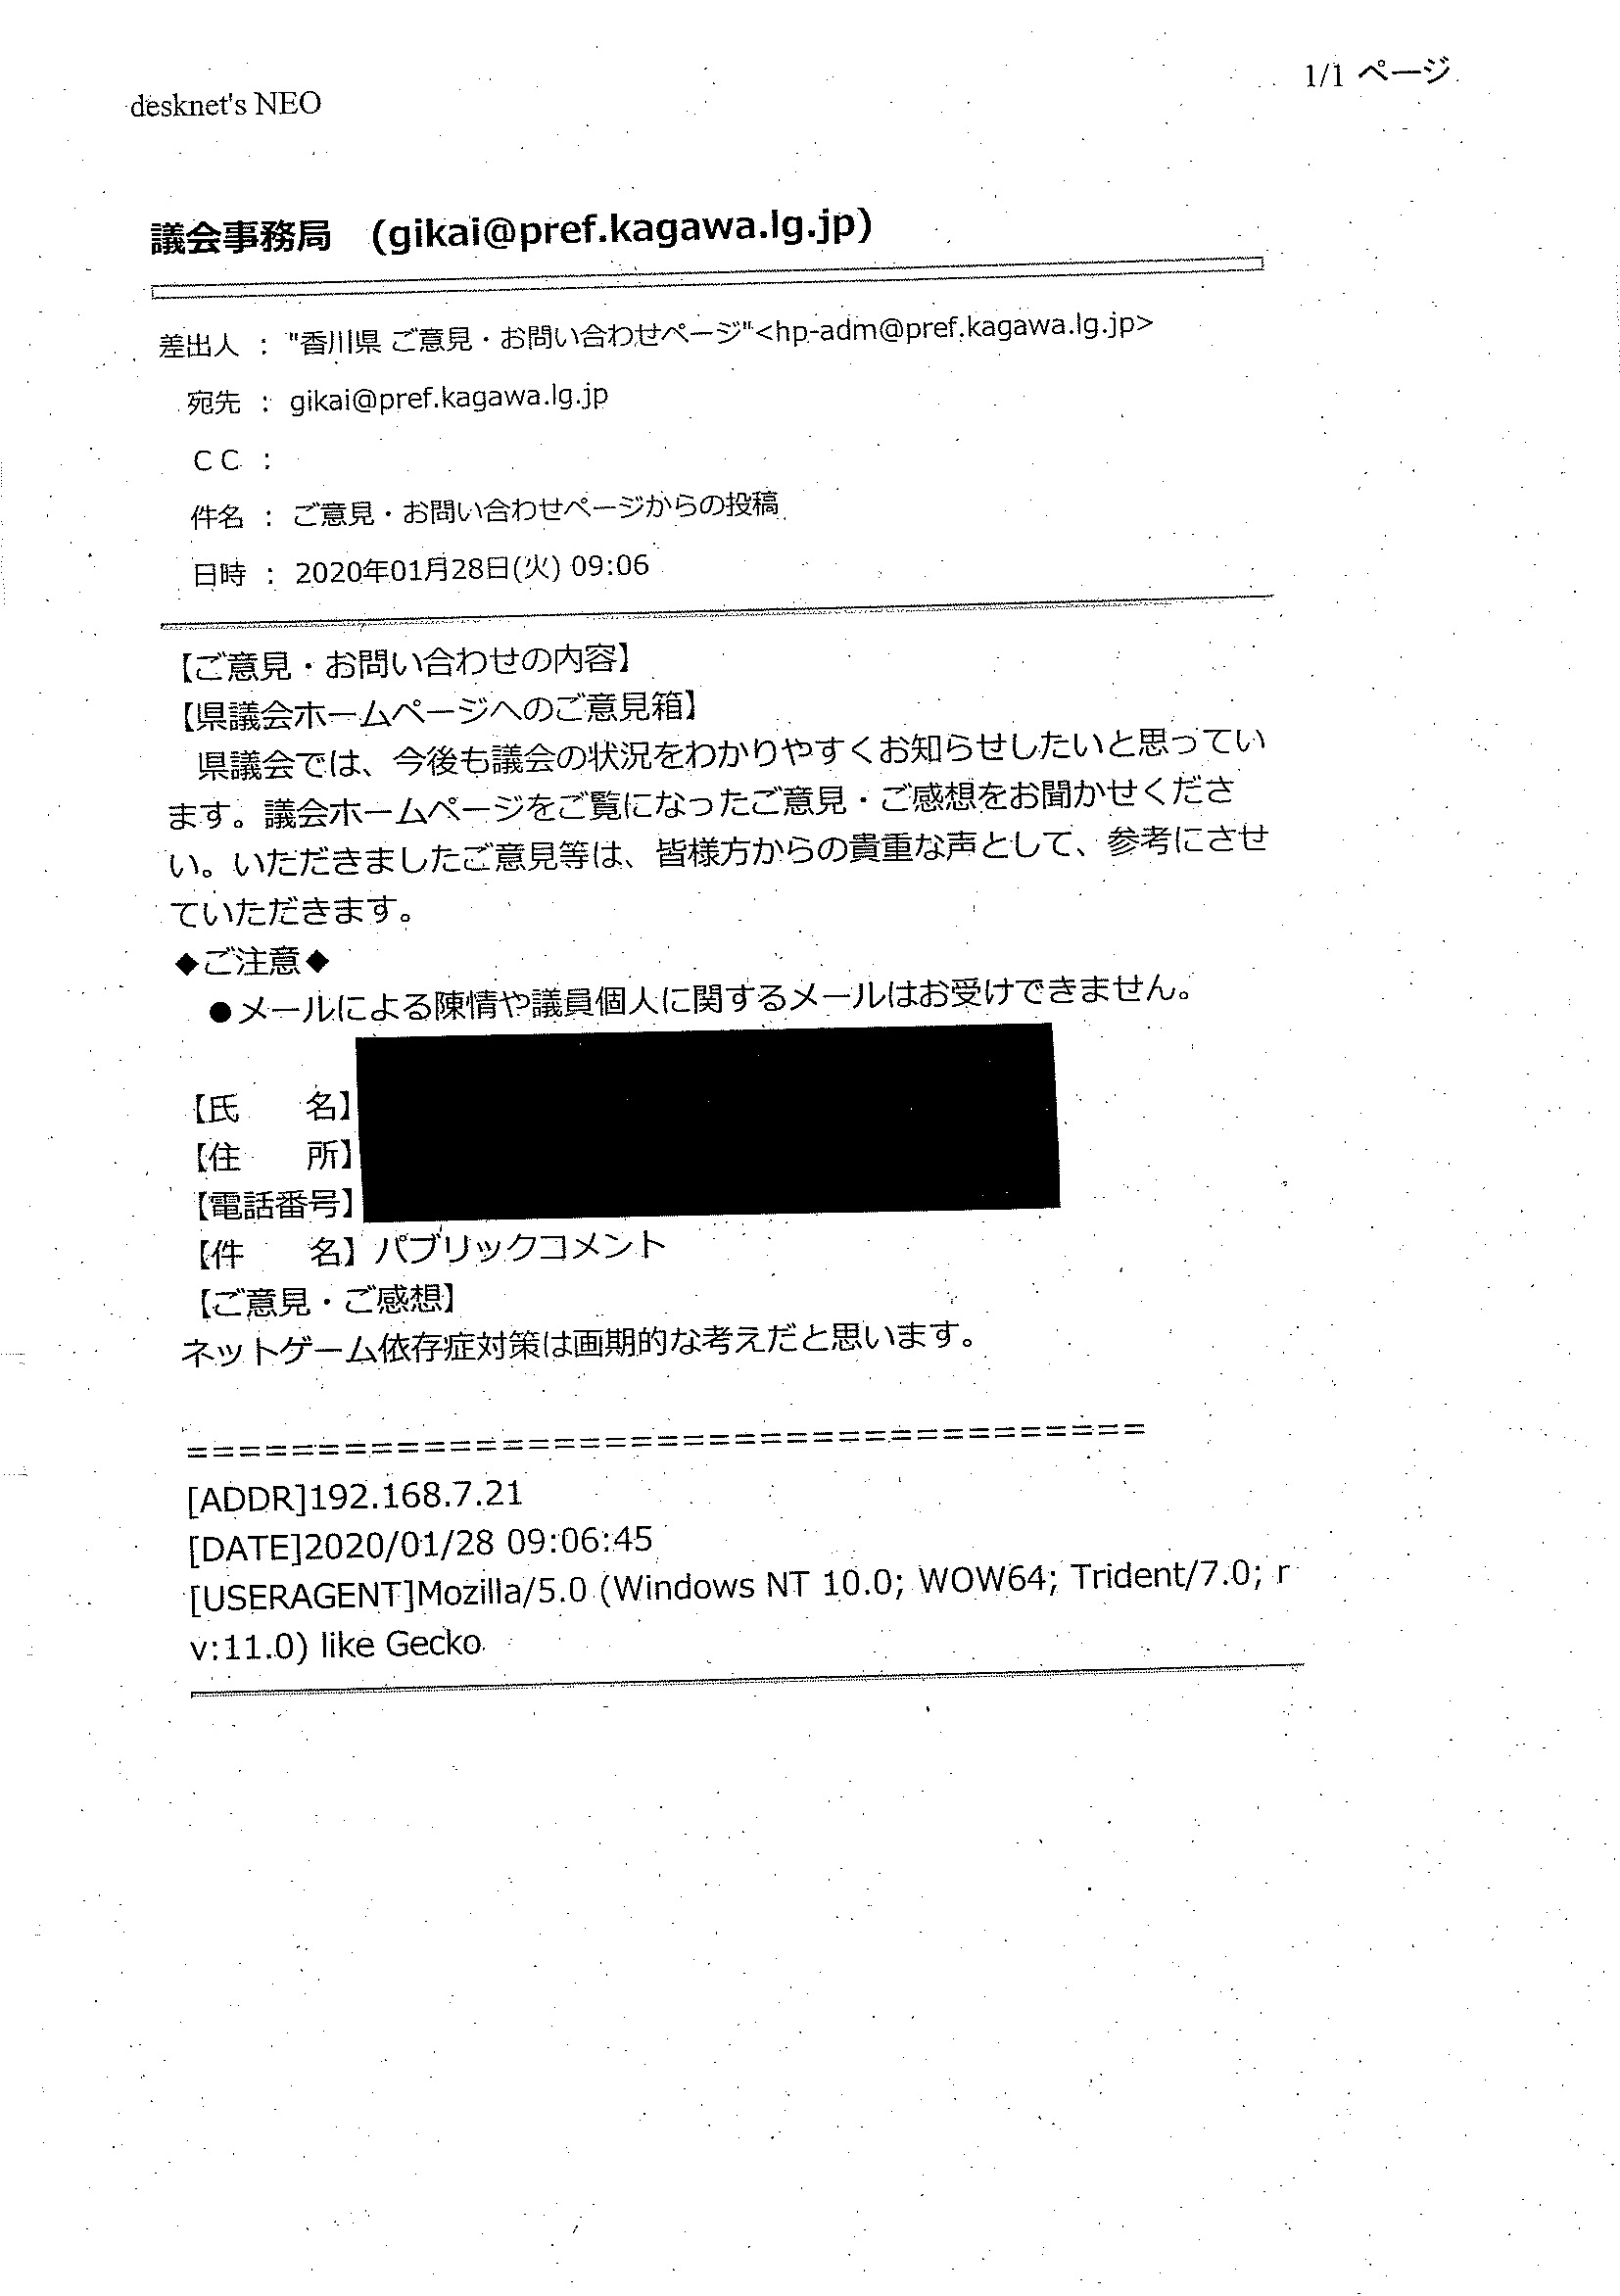 1/1 ページ
desknet's NEO
議会事務局 (gikai@pref.kagawa.lg.jp)
差出人 : "香川県 ご意見・お問い合わせページ"<hp-adm@pref.kagawa.lg.jp>
宛先 : gikai@pref.kagawa.lg.jp
CC :
件名 : ご意見・お問い合わせページからの投稿
日時 : 2020年01月28日(火) 09:06
【ご意見・お問い合わせの内容】
【県議会ホームページへのご意見箱】
県議会では、今後も議会の状況をわかりやすくお知らせしたいと思ってい
ます。議会ホームページをご覧になったご意見・ご感想をお聞かせくださ
い。いただきましたご意見等は、皆様方からの貴重な声として、参考にさせ
ていただきます。
◆ご注意◆
●メールによる陳情や議員個人に関するメールはお受けできません。
【氏　　名】
【住　　所】
【電話番号】
【件　　名】パブリックコメント
【ご意見・ご感想】
ネットゲーム依存症対策は画期的な考えだと思います。
=====================================
[ADDR]192.168.7.21
[DATE]2020/01/28 09:06:45
[USERAGENT]Mozilla/5.0 (Windows NT 10.0; WOW64; Trident/7.0; r
v:11.0) like Gecko